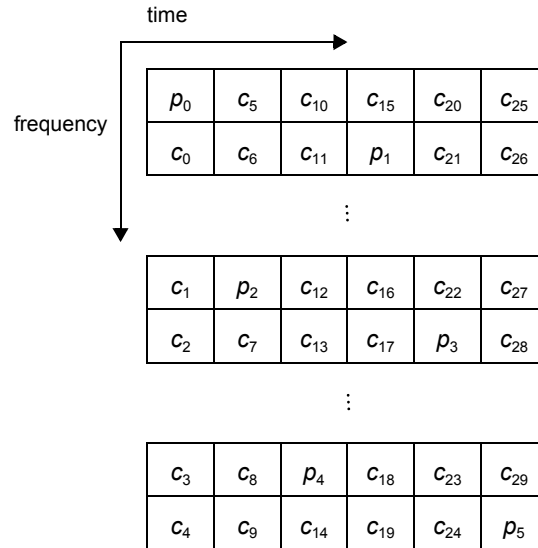 time
frequency
p₀ c₅ c₁₀ c₁₅ c₂₀ c₂₅
c₀ c₆ c₁₁ p₁ c₂₁ c₂₆
⋮
c₁ p₂ c₁₂ c₁₆ c₂₂ c₂₇
c₂ c₇ c₁₃ c₁₇ p₃ c₂₈
⋮
c₃ c₈ p₄ c₁₈ c₂₃ c₂₉
c₄ c₉ c₁₄ c₁₉ c₂₄ p₅